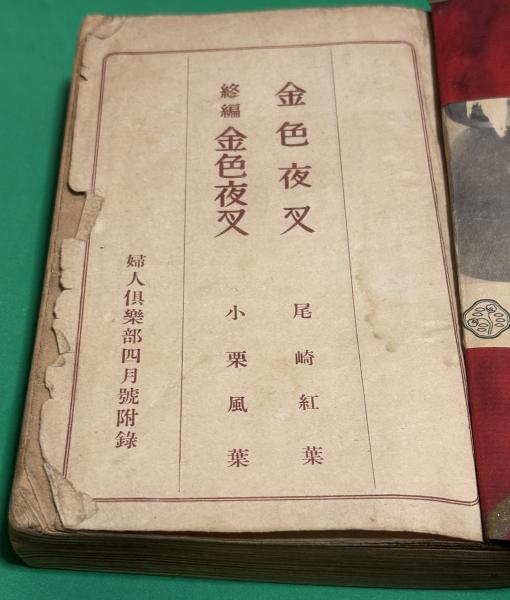 金色夜叉 尾崎紅葉
終編 金色夜叉 小栗風葉
婦人倶樂部四月號附錄